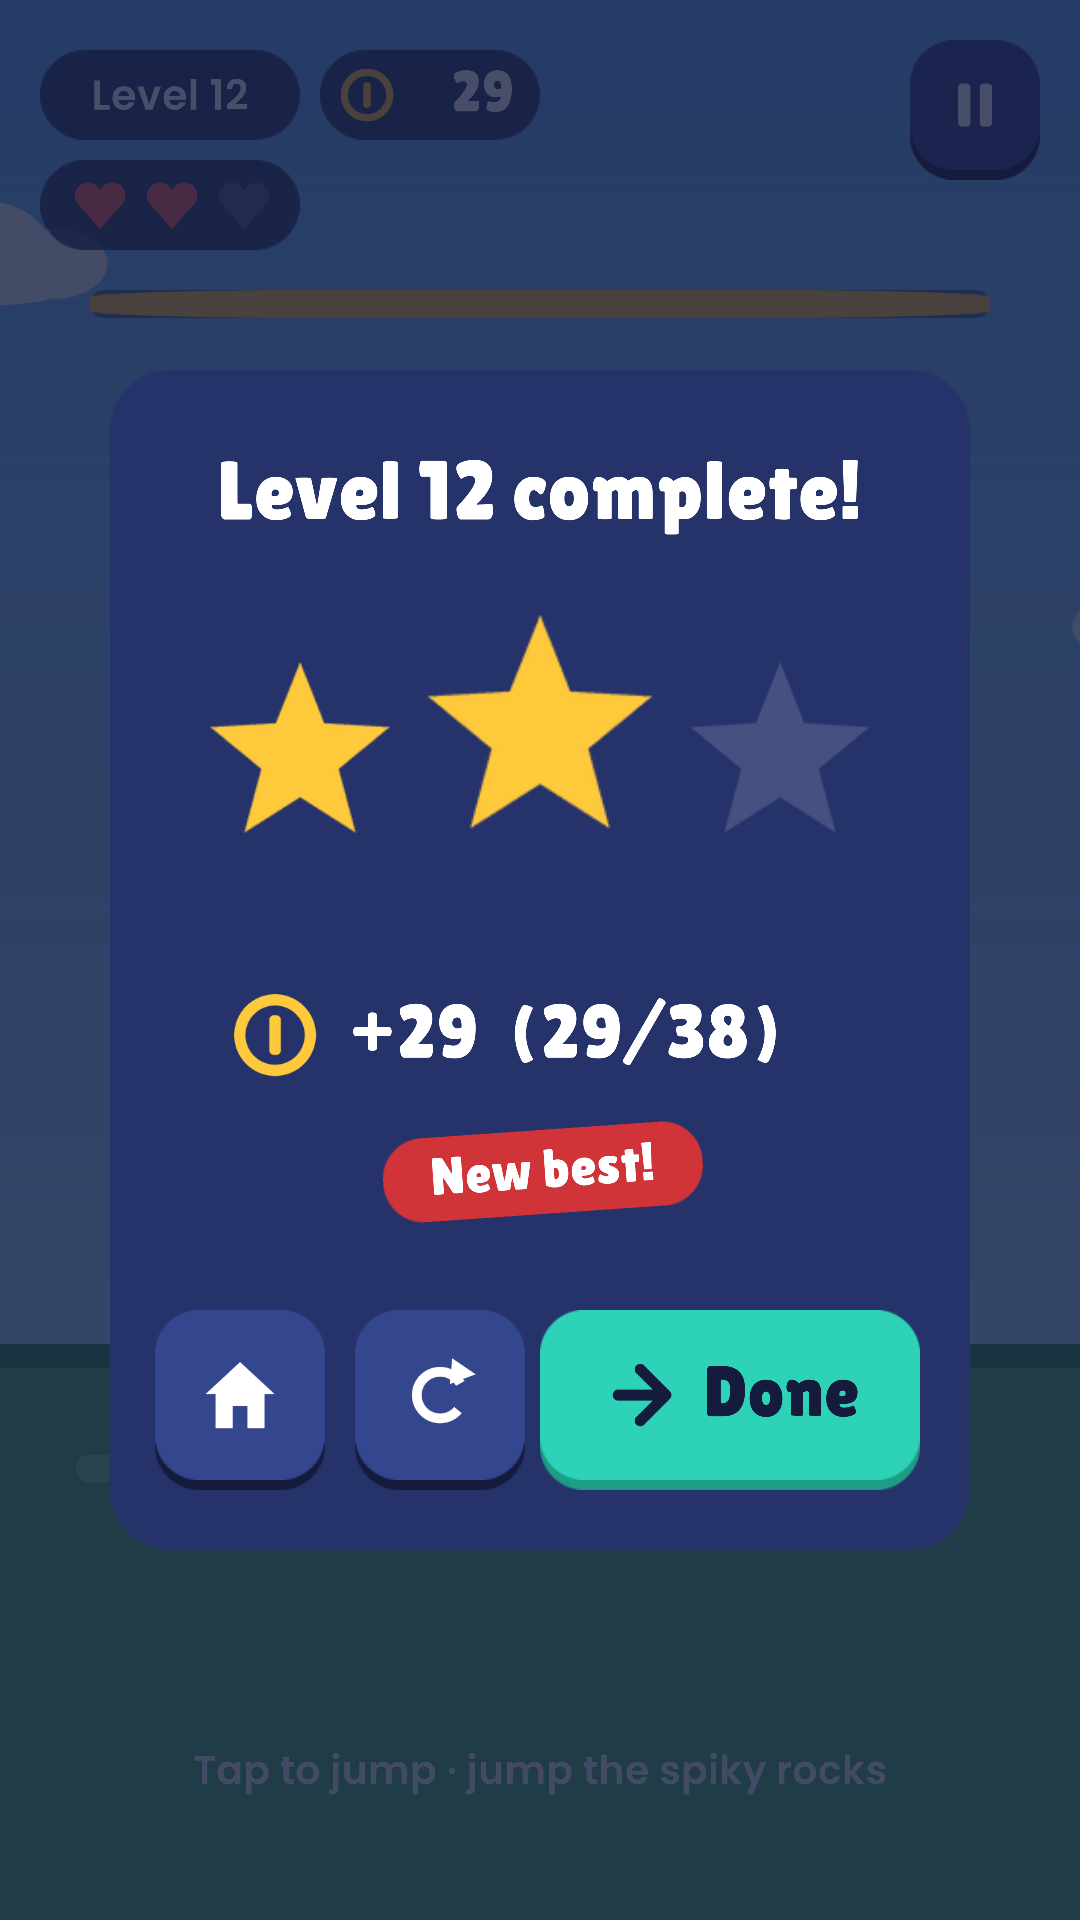 Level 12
29
Level 12 complete!
+29 (29/38)
New best!
Done
Tap to jump · jump the spiky rocks